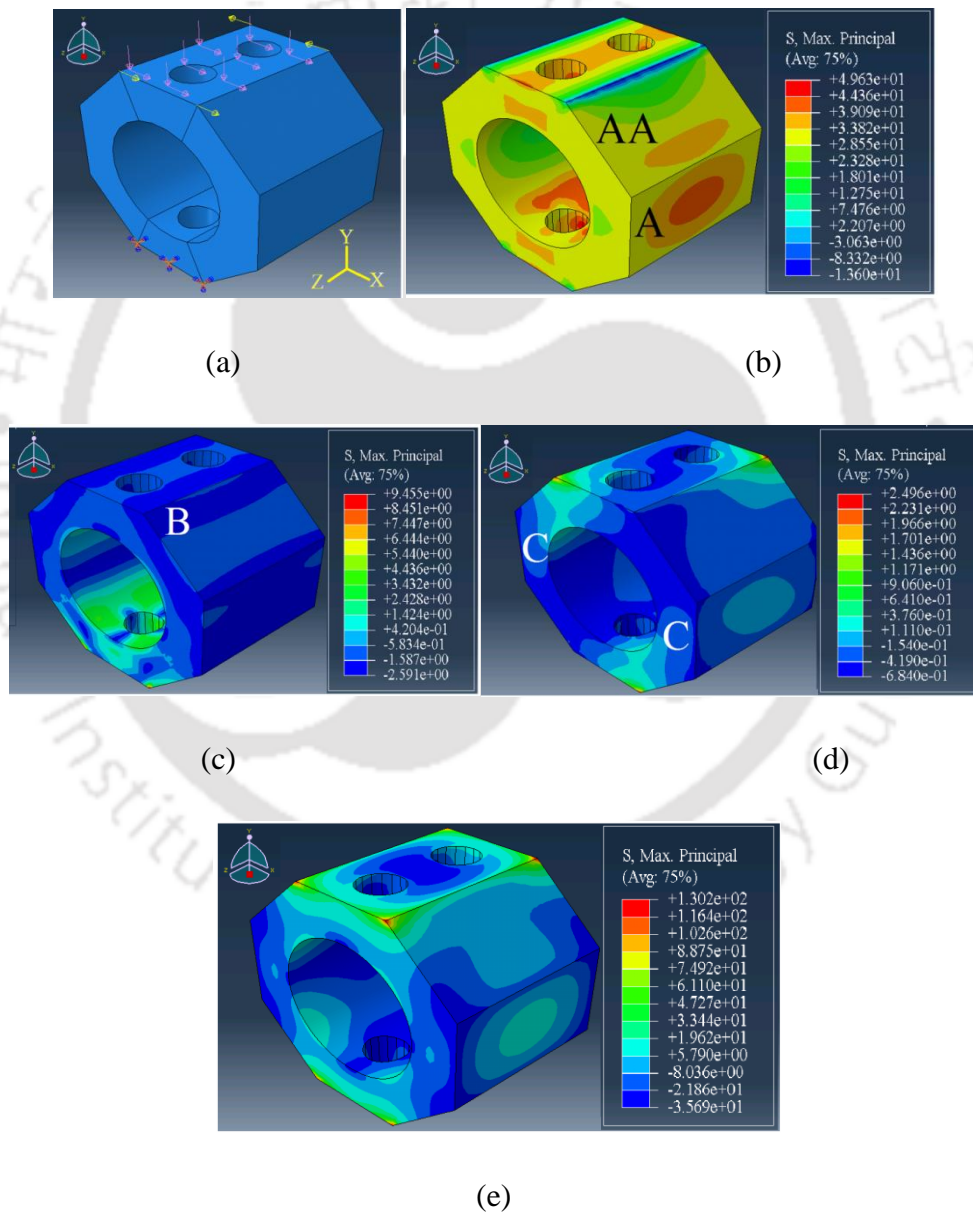 Y
Z
X
(a)
AA
A
S, Max. Principal
(Avg: 75%)
+4.963e+01
+4.436e+01
+3.909e+01
+3.382e+01
+2.855e+01
+2.328e+01
+1.801e+01
+1.275e+01
+7.476e+00
+2.207e+00
-3.063e+00
-8.332e+00
-1.360e+01
(b)
B
S, Max. Principal
(Avg: 75%)
+9.455e+00
+8.451e+00
+7.447e+00
+6.444e+00
+5.440e+00
+4.436e+00
+3.432e+00
+2.428e+00
+1.424e+00
+4.204e-01
-5.834e-01
-1.587e+00
-2.591e+00
(c)
C
C
S, Max. Principal
(Avg: 75%)
+2.496e+00
+2.231e+00
+1.966e+00
+1.701e+00
+1.436e+00
+1.171e+00
+9.060e-01
+6.410e-01
+3.760e-01
+1.110e-01
-1.540e-01
-4.190e-01
-6.840e-01
(d)
S, Max. Principal
(Avg: 75%)
+1.302e+02
+1.164e+02
+1.026e+02
+8.875e+01
+7.492e+01
+6.110e+01
+4.727e+01
+3.344e+01
+1.962e+01
+5.790e+00
-8.036e+00
-2.186e+01
-3.569e+01
(e)